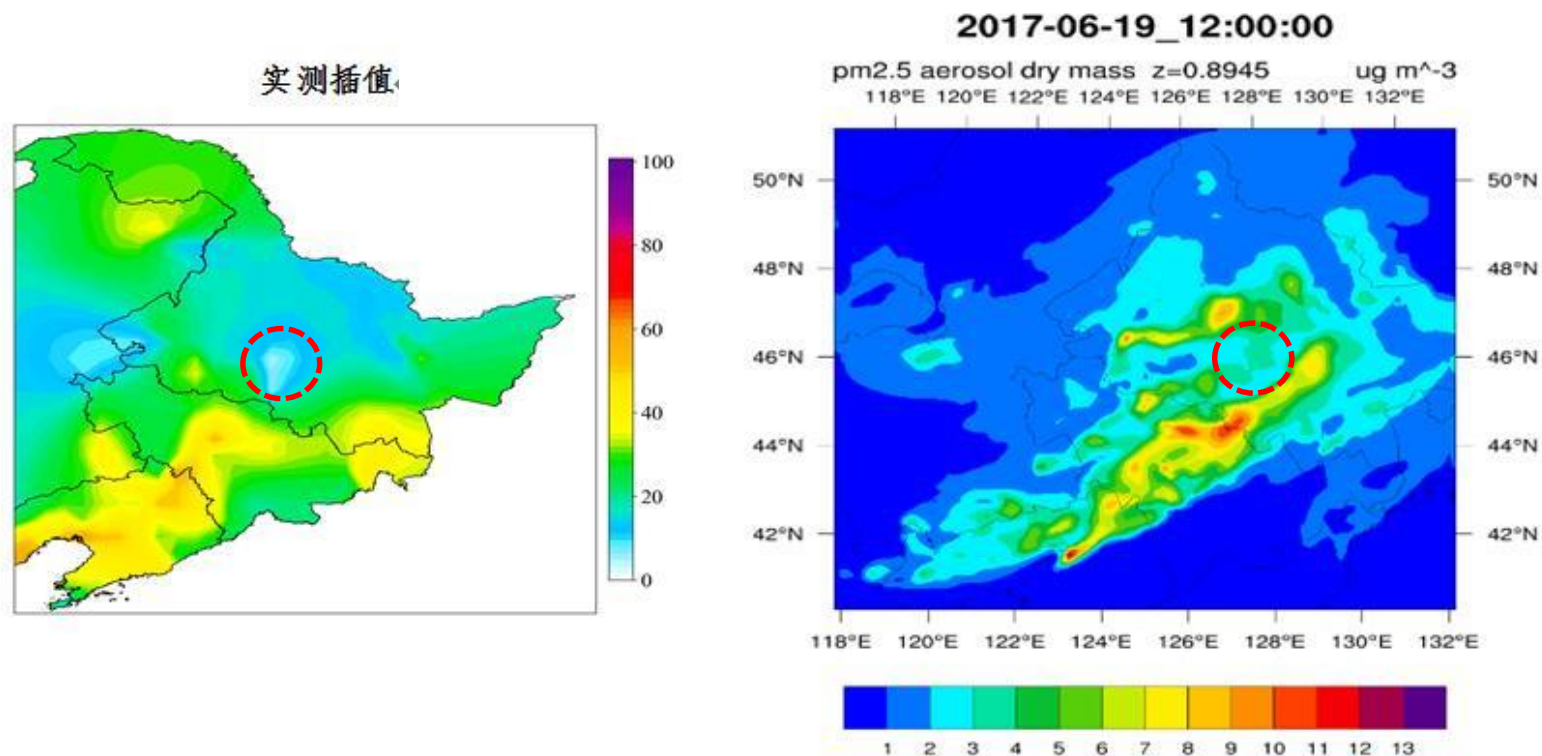 实测插值
100
80
60
40
20
0
2017-06-19_12:00:00
pm2.5 aerosol dry mass z=0.8945 ug m^-3
118°E 120°E 122°E 124°E 126°E 128°E 130°E 132°E
50°N 50°N
48°N 48°N
46°N 46°N
44°N 44°N
42°N 42°N
118°E 120°E 122°E 124°E 126°E 128°E 130°E 132°E
1 2 3 4 5 6 7 8 9 10 11 12 13